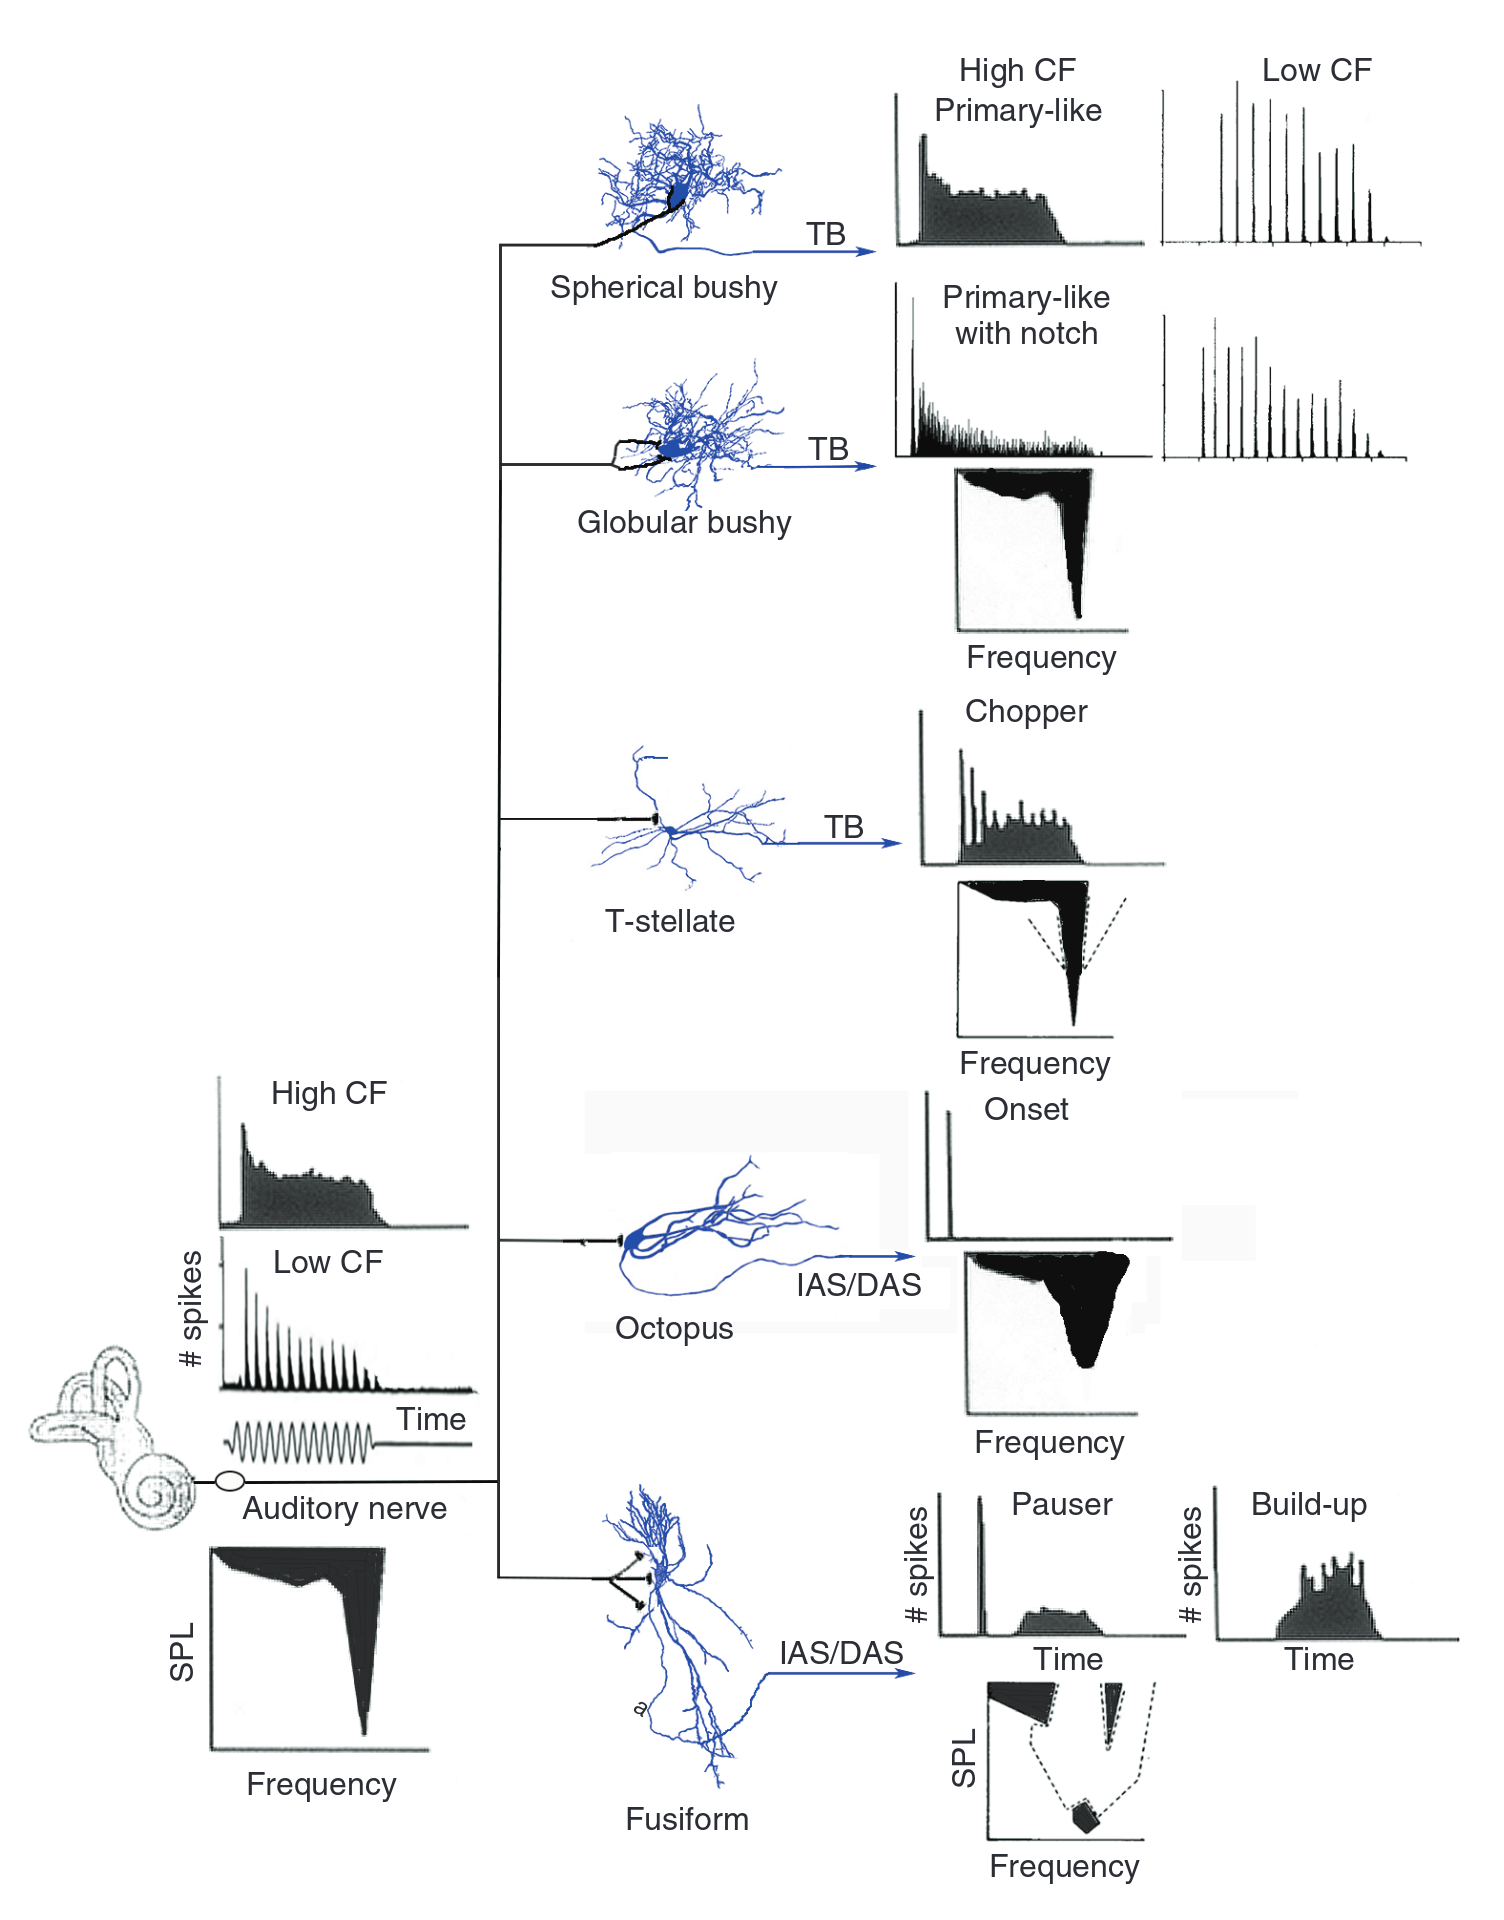 High CF
Low CF
Primary-like
TB
Spherical bushy
Primary-like
with notch
TB
Globular bushy
Frequency
Chopper
TB
T-stellate
Frequency
High CF
Onset
Low CF
# spikes
Time
IAS/DAS
Octopus
Frequency
Auditory nerve
SPL
Frequency
Pauser
Build-up
# spikes
# spikes
IAS/DAS
Time
Time
a
SPL
Fusiform
Frequency